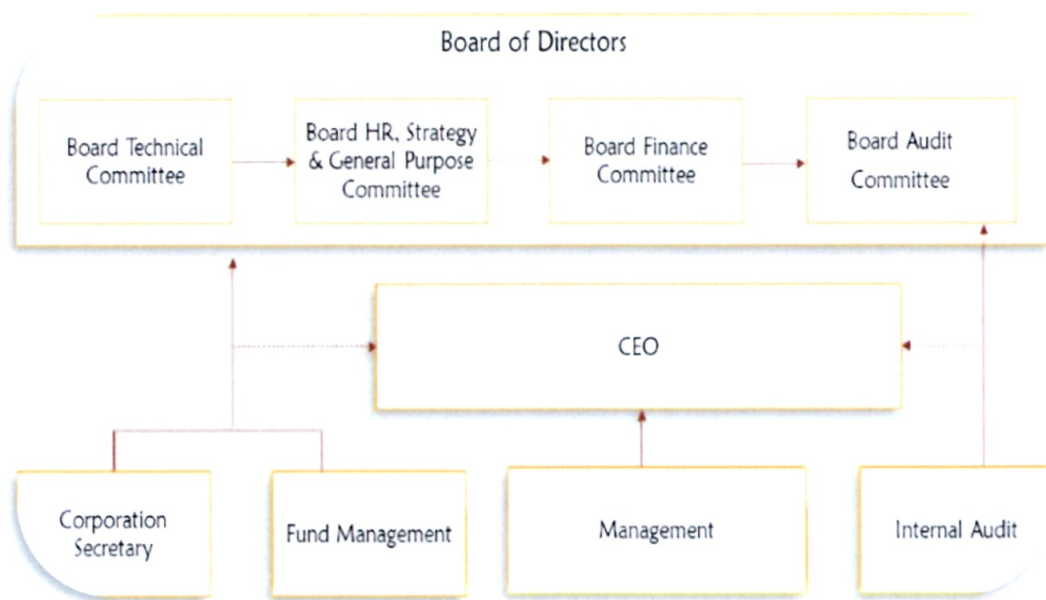 Board of Directors
Board Technical
Committee
Board HR, Strategy
& General Purpose
Committee
Board Finance
Committee
Board Audit
Committee
CEO
Corporation
Secretary
Fund Management
Management
Internal Audit